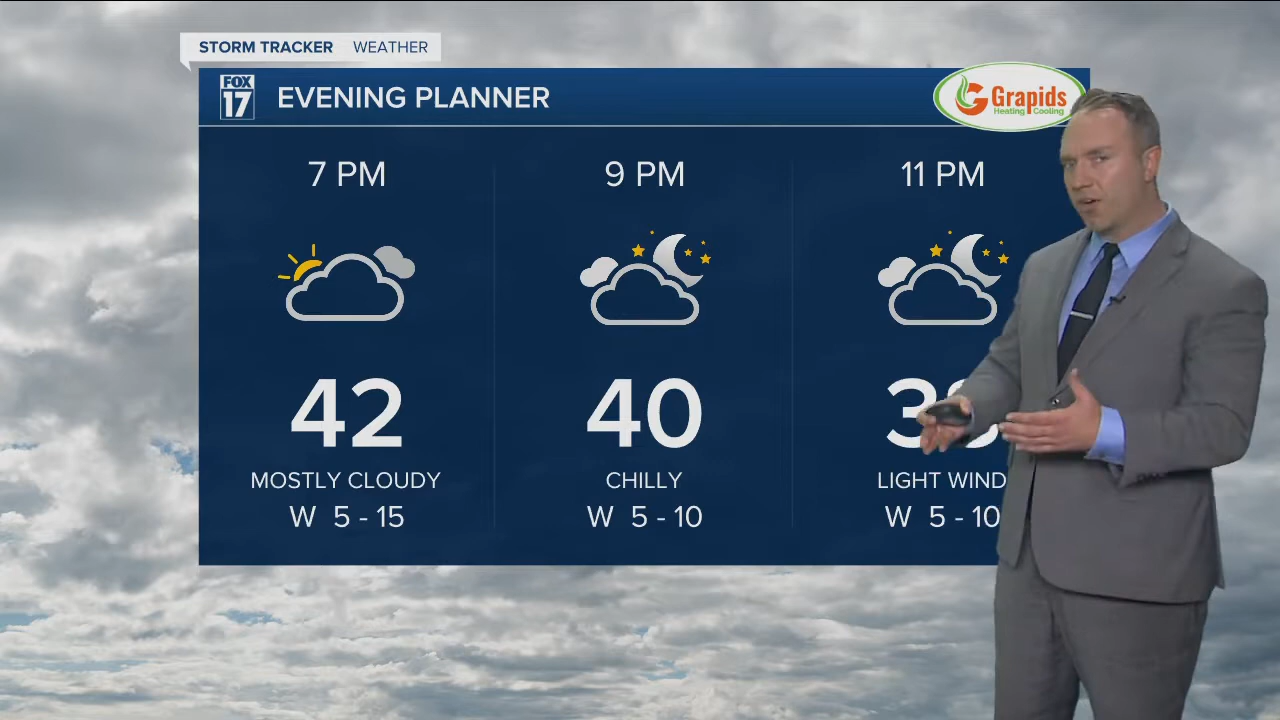 STORM TRACKER WEATHER
FOX
17
EVENING PLANNER
Grapids
Heating Cooling
7 PM
9 PM
11 PM
42
40
MOSTLY CLOUDY
CHILLY
LIGHT WIND
W 5 - 15
W 5 - 10
W 5 - 10